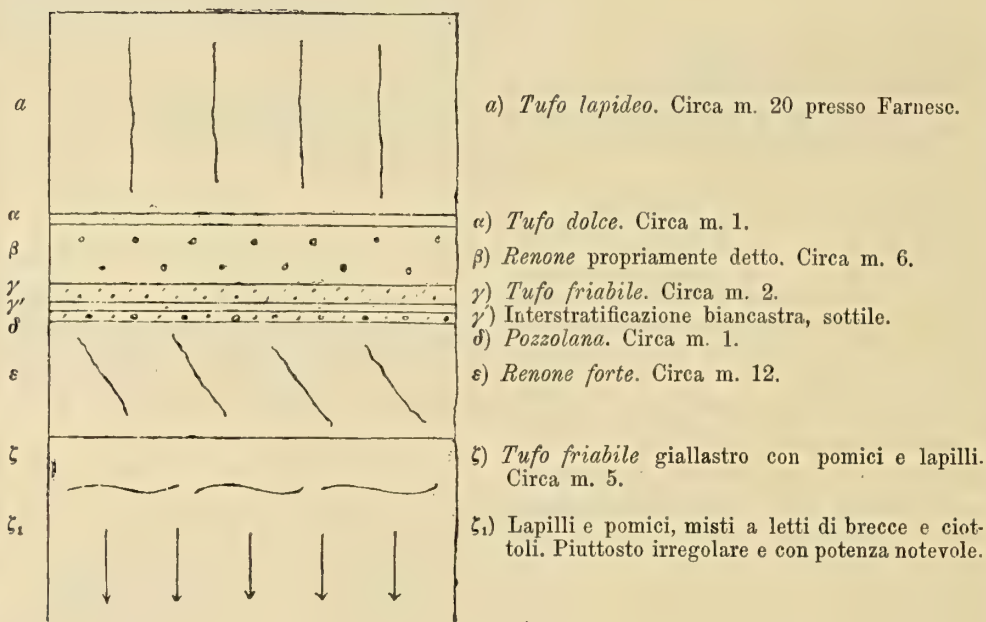 a
a) Tufo lapideo. Circa m. 20 presso Farnese.
α
α) Tufo dolce. Circa m. 1.
β
β) Renone propriamente detto. Circa m. 6.
γ
γ) Tufo friabile. Circa m. 2.
γ'
γ') Interstratificazione biancastra, sottile.
δ
δ) Pozzolana. Circa m. 1.
ε
ε) Renone forte. Circa m. 12.
ζ
ζ) Tufo friabile giallastro con pomici e lapilli.
Circa m. 5.
ζ₁
ζ₁) Lapilli e pomici, misti a letti di brecce e ciot-
toli. Piuttosto irregolare e con potenza notevole.